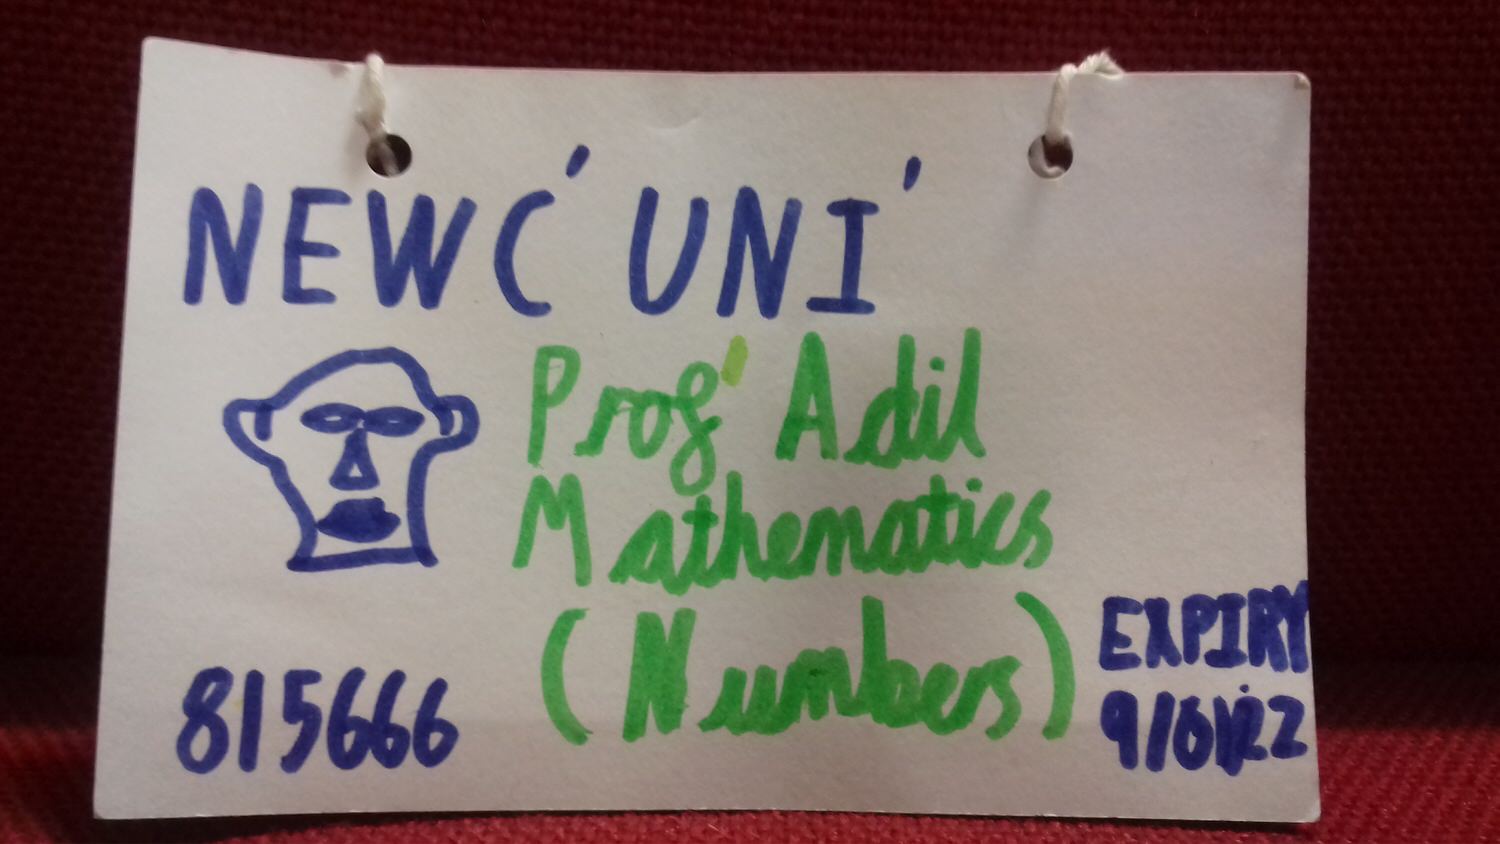 NEWC' UNI'
Prof' Adil
Mathematics
(Numbers)
EXPIRY
9/01/22
815666